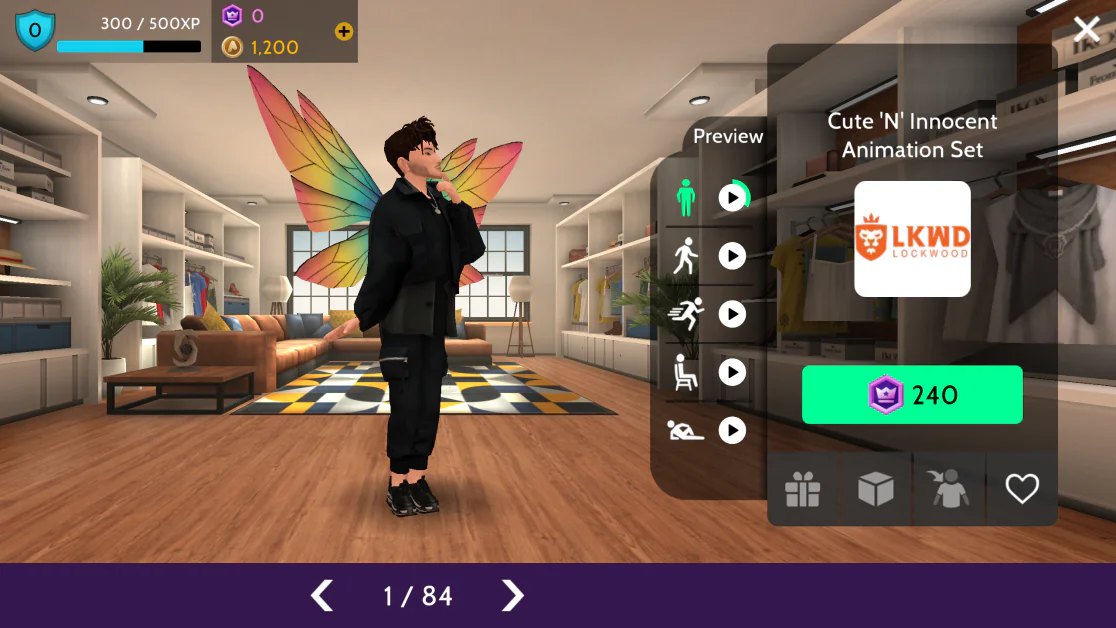 0
300 / 500XP
0
1,200
Preview
Cute 'N' Innocent
Animation Set
LKWD
LOCKWOOD
240
1 / 84